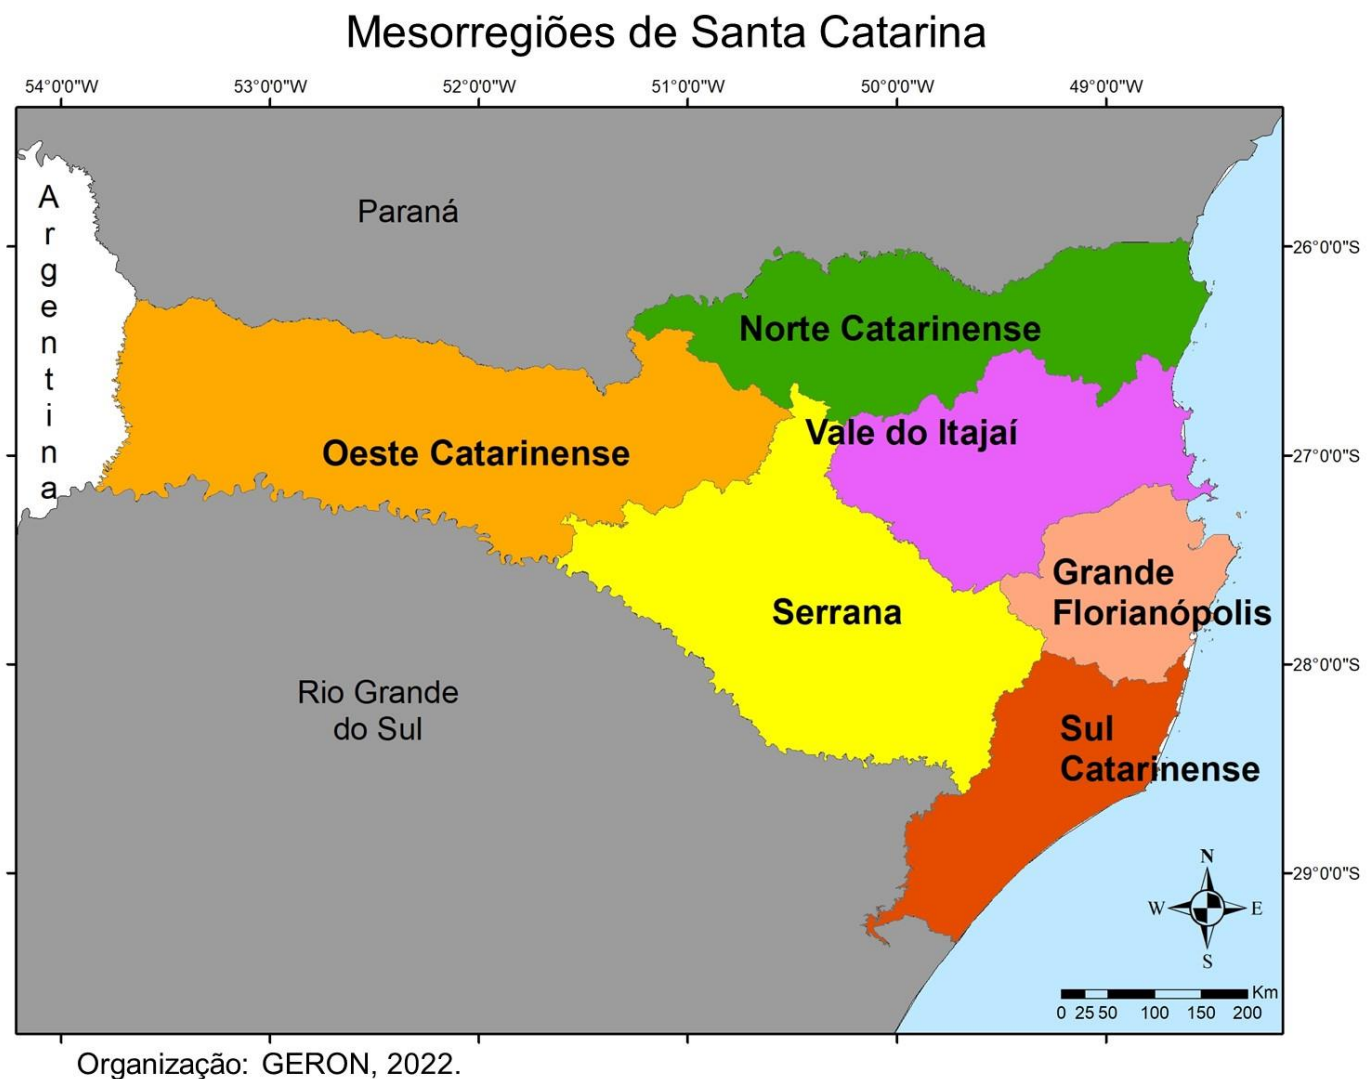 Mesorregiões de Santa Catarina
54°0'0"W
53°0'0"W
52°0'0"W
51°0'0"W
50°0'0"W
49°0'0"W
Argentina
Paraná
26°0'0"S
Norte Catarinense
Vale do Itajaí
Oeste Catarinense
27°0'0"S
Grande
Florianópolis
Serrana
28°0'0"S
Rio Grande
do Sul
Sul
Catarinense
29°0'0"S
N
W
E
S
Km
0 25 50 100 150 200
Organização: GERON, 2022.